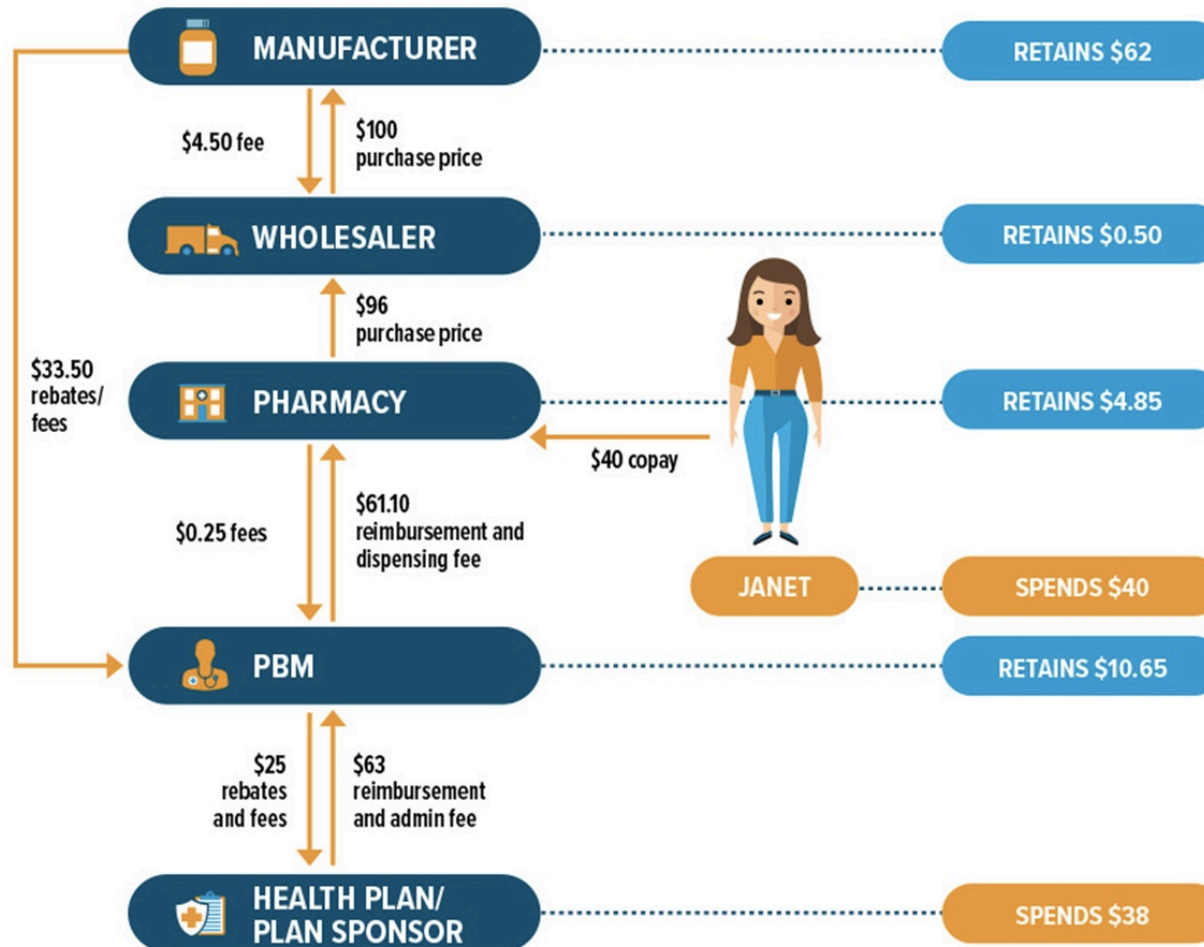 MANUFACTURER
RETAINS $62
$4.50 fee
$100
purchase price
WHOLESALER
RETAINS $0.50
$96
purchase price
$33.50
rebates/
fees
PHARMACY
RETAINS $4.85
$40 copay
$0.25 fees
$61.10
reimbursement and
dispensing fee
JANET
SPENDS $40
PBM
RETAINS $10.65
$25
rebates
and fees
$63
reimbursement
and admin fee
HEALTH PLAN/
PLAN SPONSOR
SPENDS $38